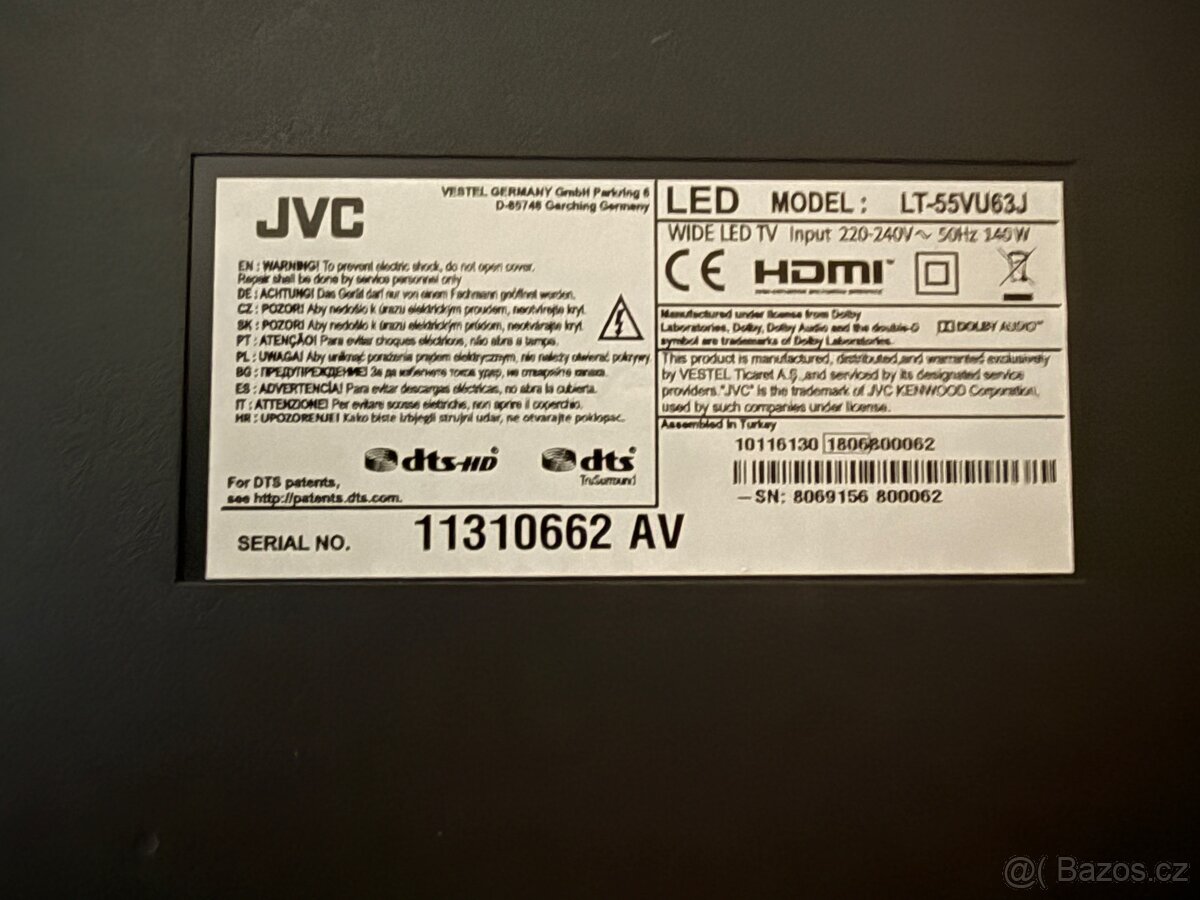 JVC
VESTEL GERMANY GmbH Parkring 6
D-85748 Garching Germany
EN : WARNING! To prevent electric shock, do not open cover.
Repair shall be done by service personnel only
DE : ACHTUNG! Das Gerät darf nur von einem Fachmann geöffnet werden.
CZ : POZOR! Aby nedošlo k úrazu elektrickým proudem, neotvírejte kryt.
SK : POZOR! Aby nedošlo k úrazu elektrickým prúdom, neotvárajte kryt.
PT : ATENÇÃO! Para evitar choques eléctricos, não abra a tampa.
PL : UWAGA! Aby uniknąć porażenia prądem elektrycznym, nie należy otwierać pokrywy.
BG : ПРЕДУПРЕЖДЕНИЕ! За да избегнете токов удар, не отваряйте капака.
ES : ADVERTENCIA! Para evitar descargas eléctricas, no abra la cubierta.
IT : ATTENZIONE! Per evitare scosse elettriche, non aprire il coperchio.
HR : UPOZORENJE! Kako biste izbjegli strujni udar, ne otvarajte poklopac.
dts-HD dts
TruSurround
For DTS patents,
see http://patents.dts.com.
LED MODEL : LT-55VU63J
WIDE LED TV Input 220-240V~ 50Hz 140W
CE HDMI™
Manufactured under license from Dolby
Laboratories. Dolby, Dolby Audio and the double-D
symbol are trademarks of Dolby Laboratories.
DOLBY AUDIO™
This product is manufactured, distributed and warranted exclusively
by VESTEL Ticaret A.Ş. and serviced by its designated service
providers. "JVC" is the trademark of JVC KENWOOD Corporation,
used by such companies under license.
Assembled in Turkey
10116130 1806800062
SN: 8069156 800062
SERIAL NO. 11310662 AV
@( Bazos.cz